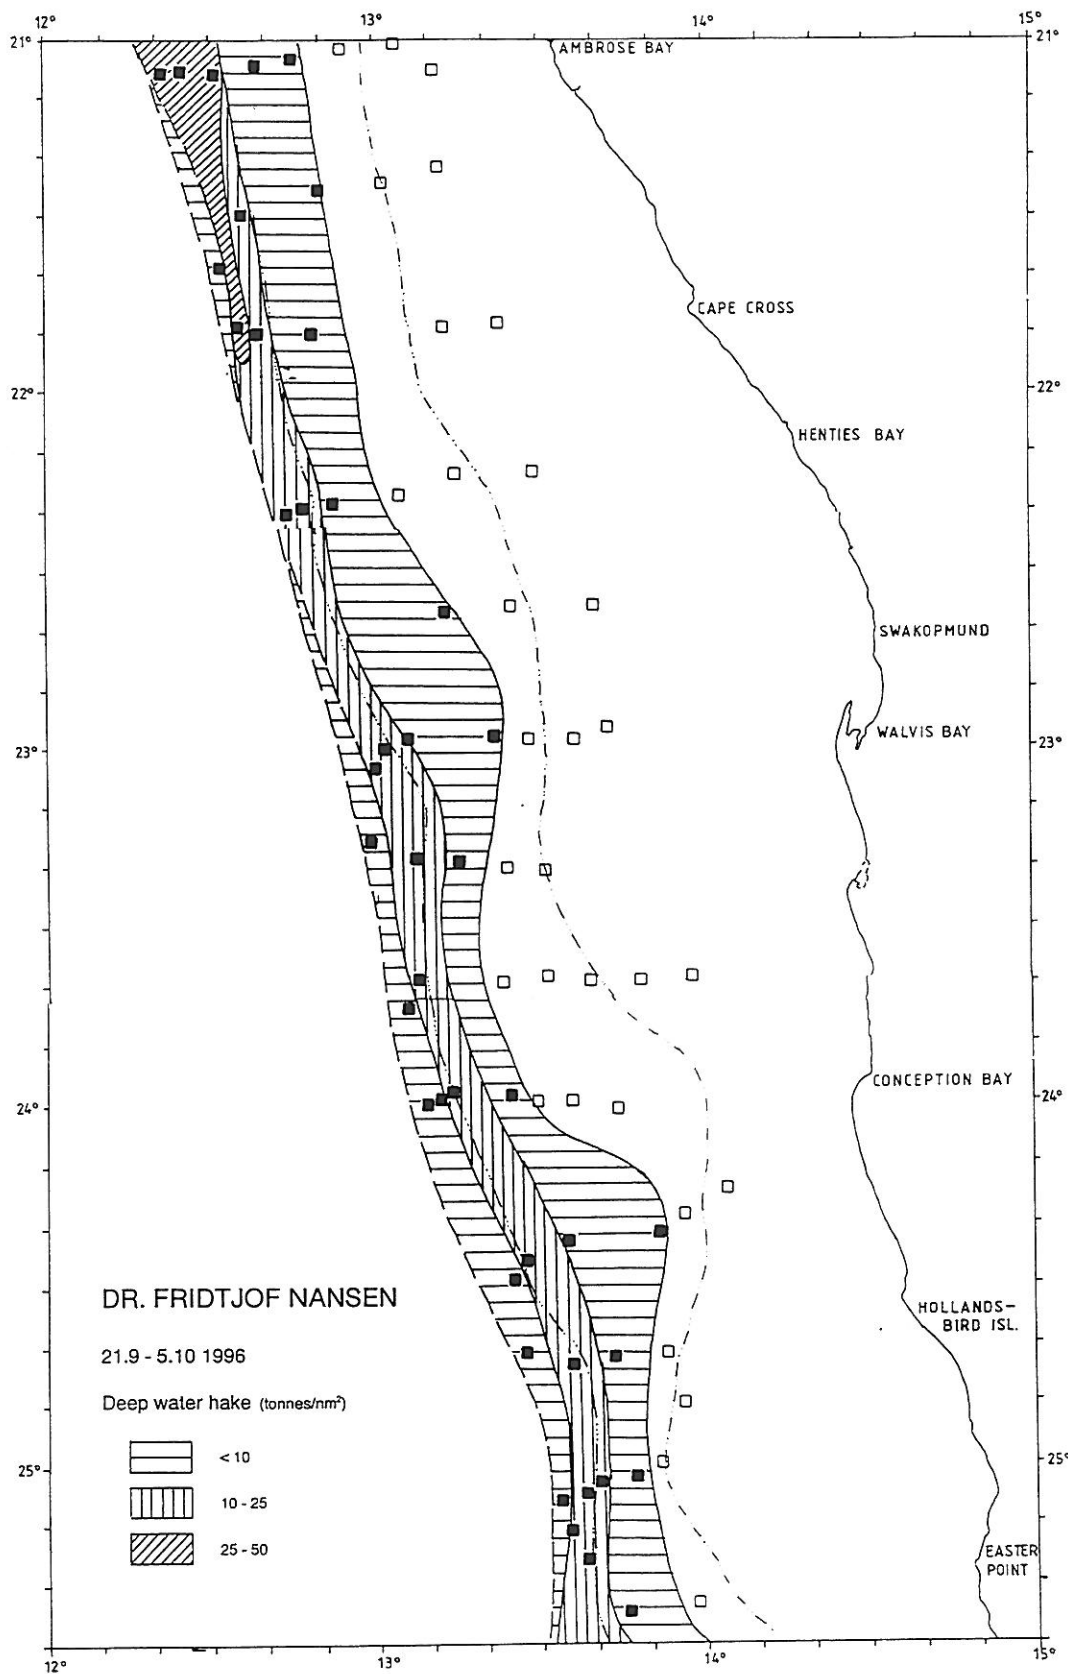 12° 13° 14° 15°
21° 21°
AMBROSE BAY
CAPE CROSS
22° 22°
HENTIES BAY
SWAKOPMUND
WALVIS BAY
23° 23°
CONCEPTION BAY
24° 24°
DR. FRIDTJOF NANSEN
HOLLANDS-
BIRD ISL.
21.9 - 5.10 1996
Deep water hake (tonnes/nm²)
< 10
25° 25°
10 - 25
25 - 50
EASTER
POINT
12° 13° 14° 15°